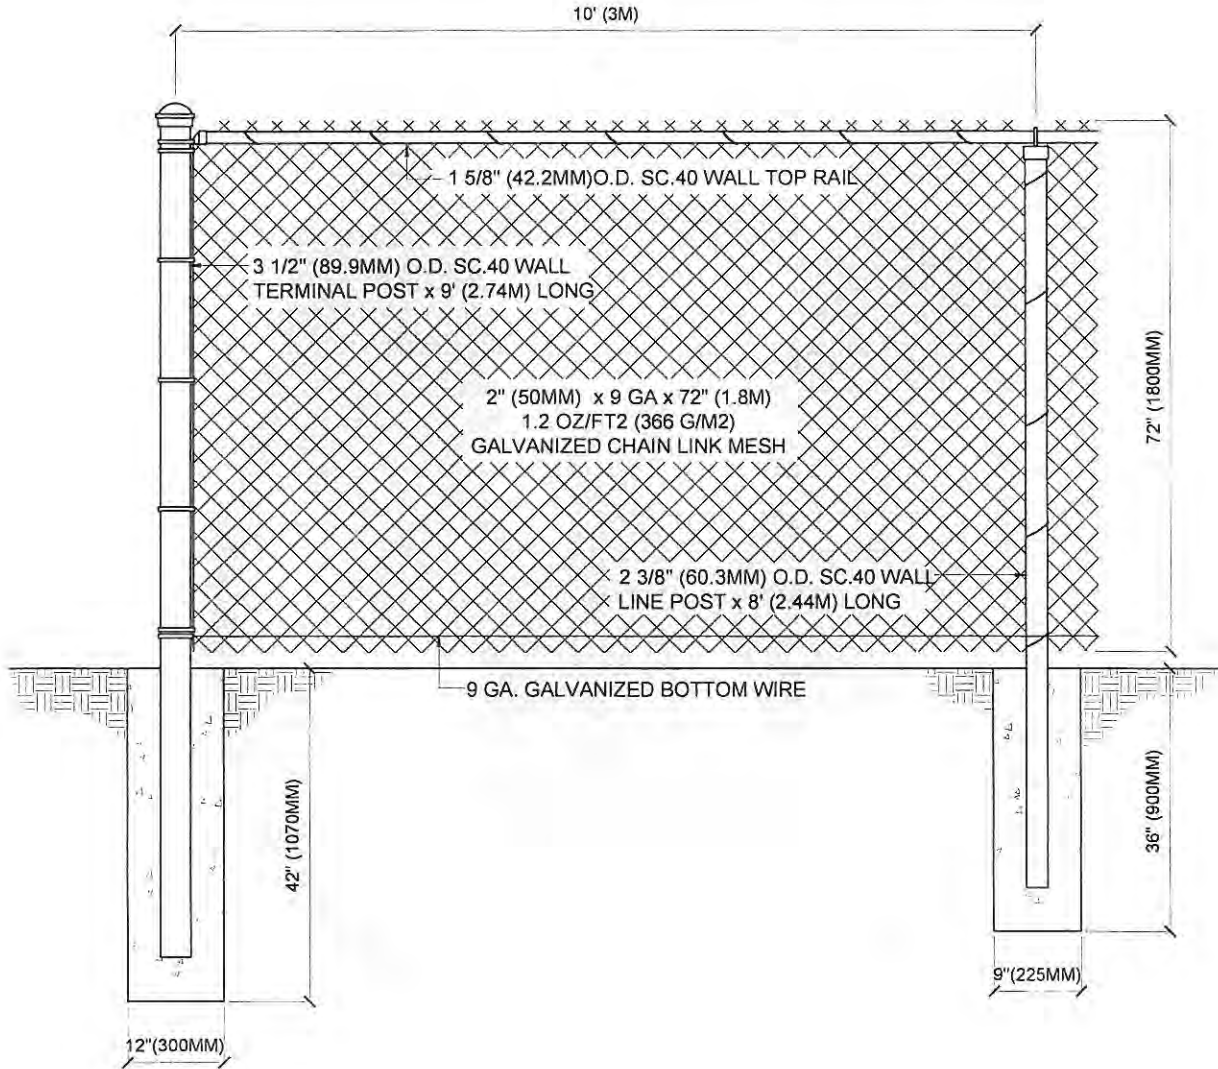 10' (3M)
1 5/8" (42.2MM)O.D. SC.40 WALL TOP RAIL
3 1/2" (89.9MM) O.D. SC.40 WALL
TERMINAL POST x 9' (2.74M) LONG
2" (50MM) x 9 GA x 72" (1.8M)
1.2 OZ/FT2 (366 G/M2)
GALVANIZED CHAIN LINK MESH
72" (1800MM)
2 3/8" (60.3MM) O.D. SC.40 WALL
LINE POST x 8' (2.44M) LONG
9 GA. GALVANIZED BOTTOM WIRE
42" (1070MM)
36" (900MM)
9"(225MM)
12"(300MM)